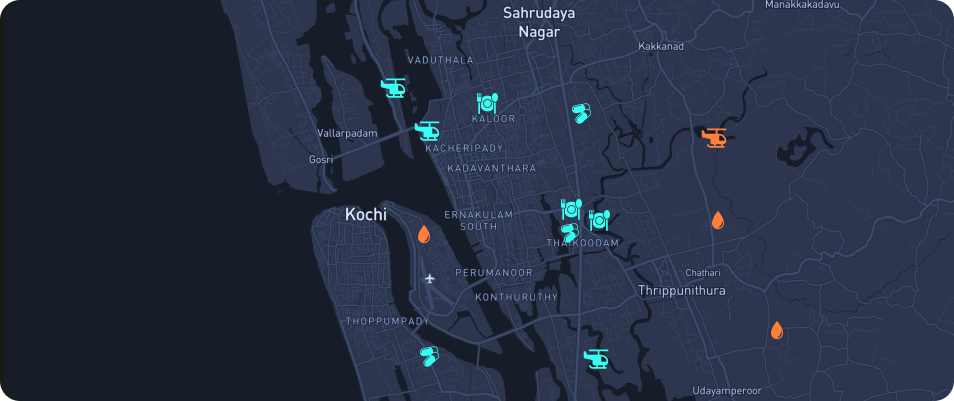 Manakkakadavu
Sahrudaya
Nagar
Kakkanad
VADUTHALA
KALOOR
Vallarpadam
KACHERIPADY
Gosri
KADAVANTHARA
Kochi
ERNAKULAM
SOUTH
THAIKOODAM
PERUMANOOR
Chathari
Thrippunithura
KONTHURUTHY
THOPPUMPADY
Udayamperoor